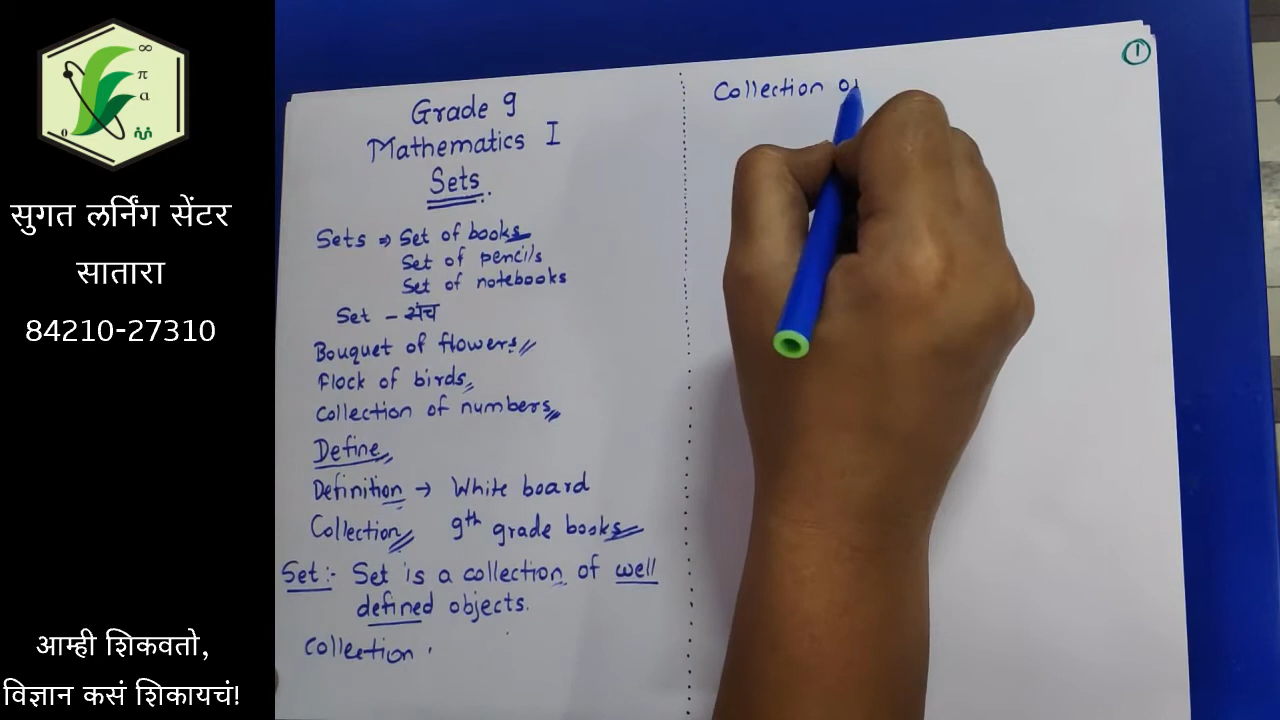 ∞
π
a
सुगत लर्निंग सेंटर
सातारा
84210-27310
आम्ही शिकवतो,
विज्ञान कसं शिकायचं!
Grade 9
Mathematics I
Sets
Sets ⇒ Set of books
Set of pencils
Set of notebooks
Set - संच
Bouquet of flowers
Flock of birds
Collection of numbers
Define
Definition → White board
Collection 9th grade books
Set:- Set is a collection of well
defined objects.
Collection
1
Collection